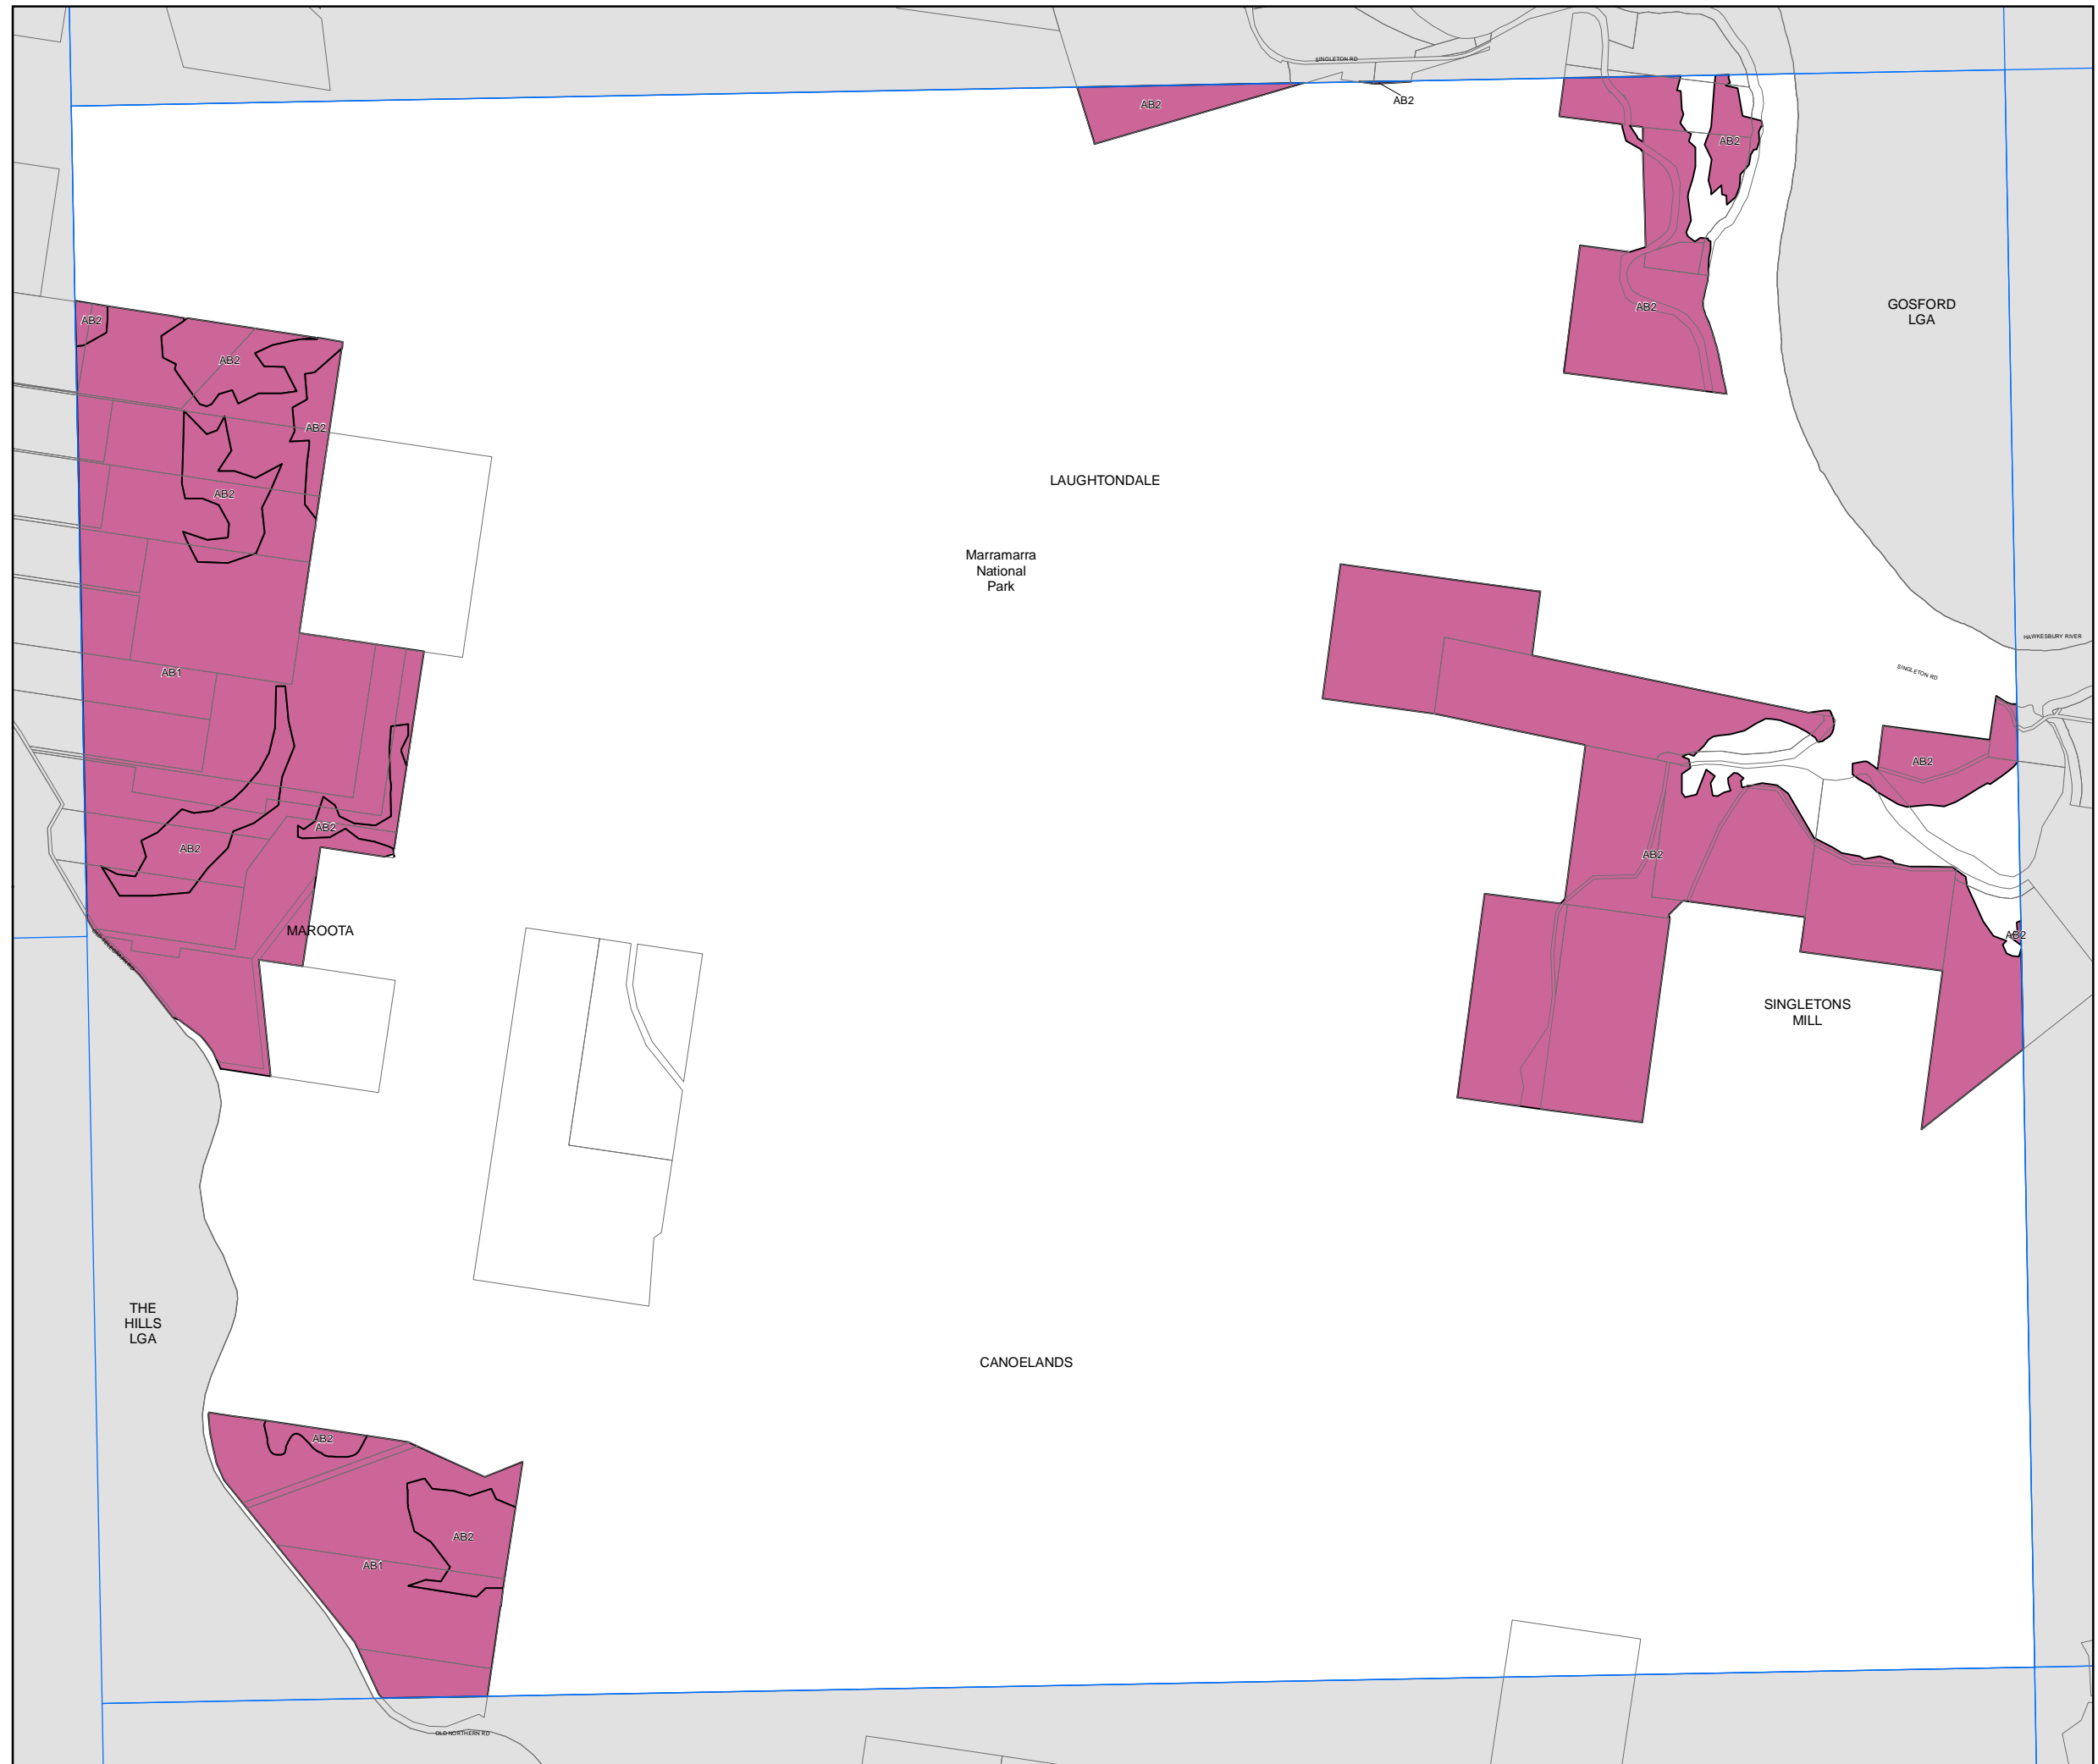 SINGLETON RD
AB2
AB2
AB2
GOSFORD
LGA
AB2
AB2
AB2
AB2
LAUGHTONDALE
AB2
Marramarra
National
Park
HAWKESBURY RIVER
SINGLETON RD
AB1
AB2
AB2
AB2
AB2
MAROOTA
AB2
SINGLETONS
MILL
THE
HILLS
LGA
CANOELANDS
AB2
AB2
AB1
OLD NORTHERN RD